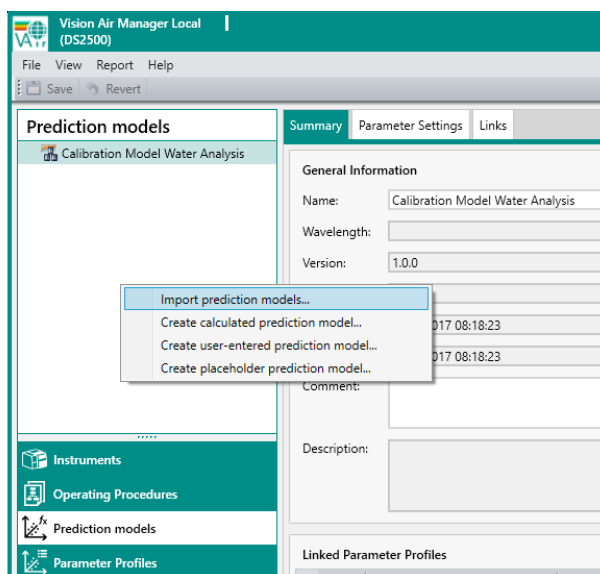 Vision Air Manager Local
(DS2500)
VAir
File View Report Help
Save Revert
Prediction models
Calibration Model Water Analysis
Summary Parameter Settings Links
General Information
Name: Calibration Model Water Analysis
Wavelength:
Version: 1.0.0
Import prediction models...
Create calculated prediction model...
017 08:18:23
Create user-entered prediction model...
017 08:18:23
Create placeholder prediction model...
Comment:
Description:
Instruments
Operating Procedures
fx
Prediction models
Parameter Profiles
Linked Parameter Profiles